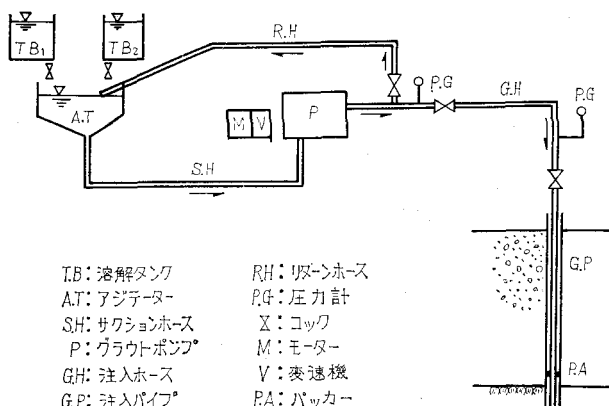 R.H
TB₁
TB₂
P.G
G.H
P.G
A.T
M V
P
S.H
G.P
P.A
T.B：溶解タンク
A.T：アジテーター
S.H：サクションホース
P：グラウトポンプ
G.H：注入ホース
G.P：注入パイプ
R.H：リターンホース
P.G：圧力計
X：コック
M：モーター
V：変速機
P.A：パッカー